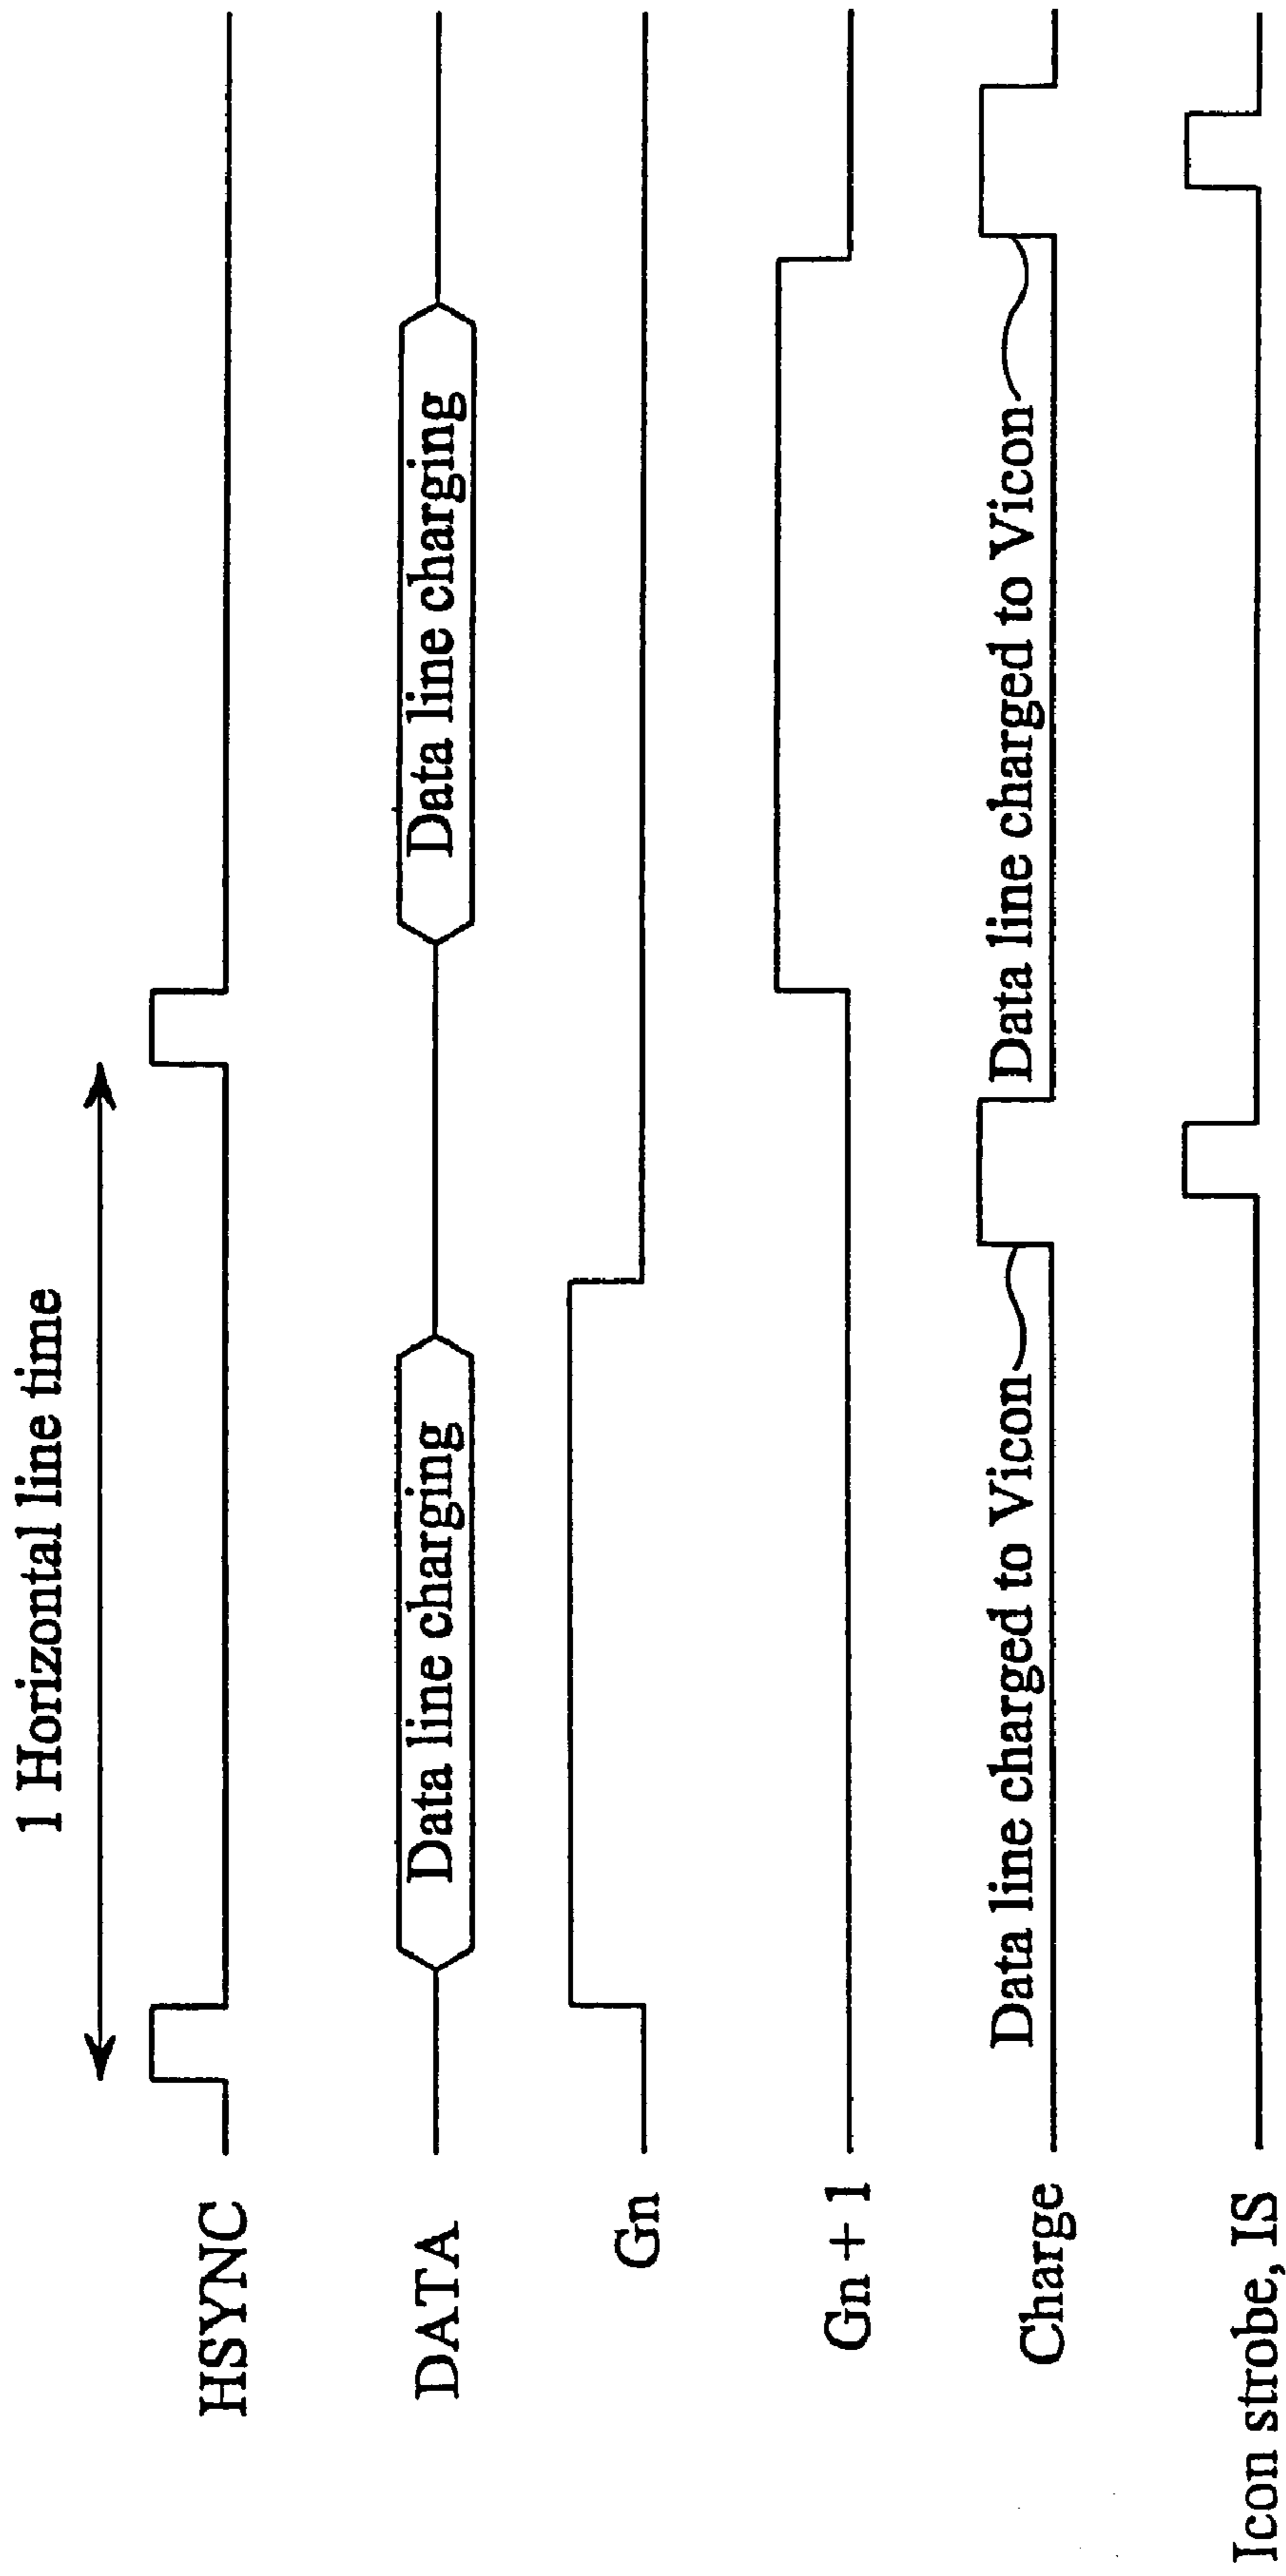 1 Horizontal line time
HSYNC
DATA
Data line charging
Data line charging
Gn
Gn + 1
Charge
Data line charged to Vicon
Data line charged to Vicon
Icon strobe, IS